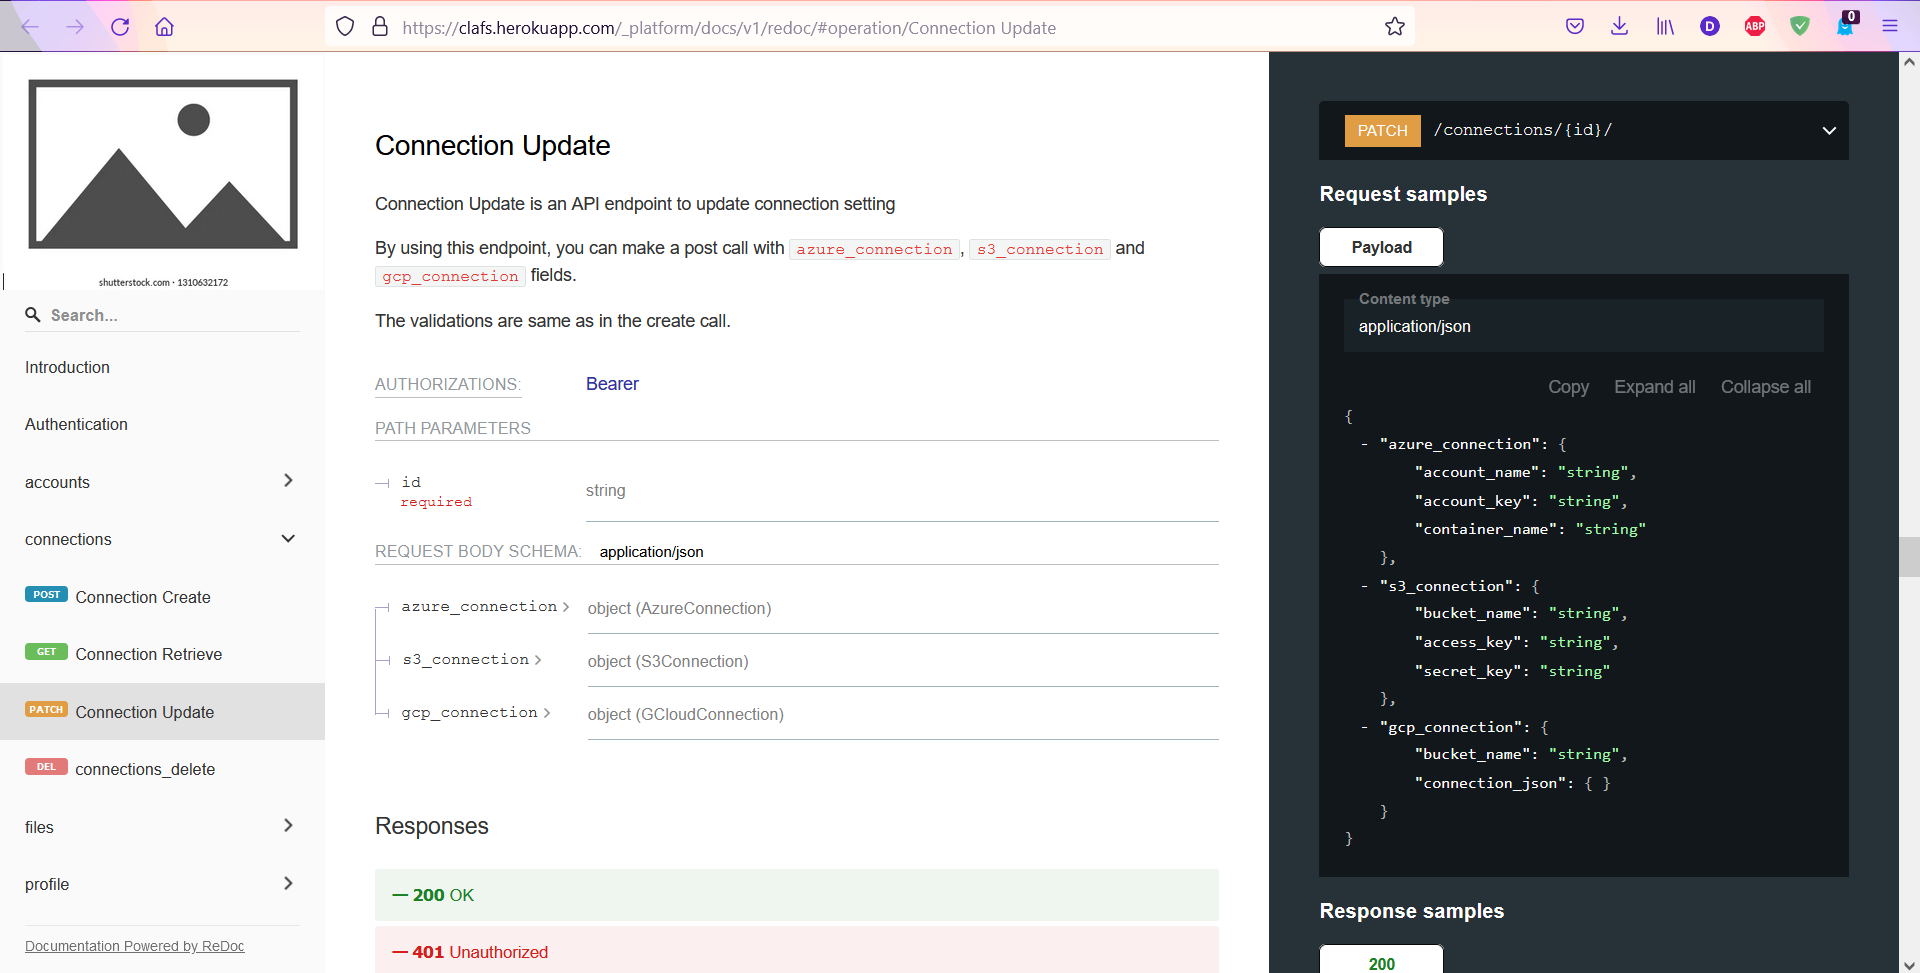 https://clafs.herokuapp.com/_platform/docs/v1/redoc/#operation/Connection Update
D
ABP
0
shutterstock.com · 1310632172
Search...
Introduction
Authentication
accounts
connections
POST Connection Create
GET Connection Retrieve
PATCH Connection Update
DEL connections_delete
files
profile
Documentation Powered by ReDoc
Connection Update
Connection Update is an API endpoint to update connection setting
By using this endpoint, you can make a post call with azure_connection, s3_connection and
gcp_connection fields.
The validations are same as in the create call.
AUTHORIZATIONS: Bearer
PATH PARAMETERS
id string
required
REQUEST BODY SCHEMA: application/json
azure_connection object (AzureConnection)
s3_connection object (S3Connection)
gcp_connection object (GCloudConnection)
Responses
— 200 OK
— 401 Unauthorized
PATCH /connections/{id}/
Request samples
Payload
Content type
application/json
Copy Expand all Collapse all
{
- "azure_connection": {
"account_name": "string",
"account_key": "string",
"container_name": "string"
},
- "s3_connection": {
"bucket_name": "string",
"access_key": "string",
"secret_key": "string"
},
- "gcp_connection": {
"bucket_name": "string",
"connection_json": { }
}
}
Response samples
200